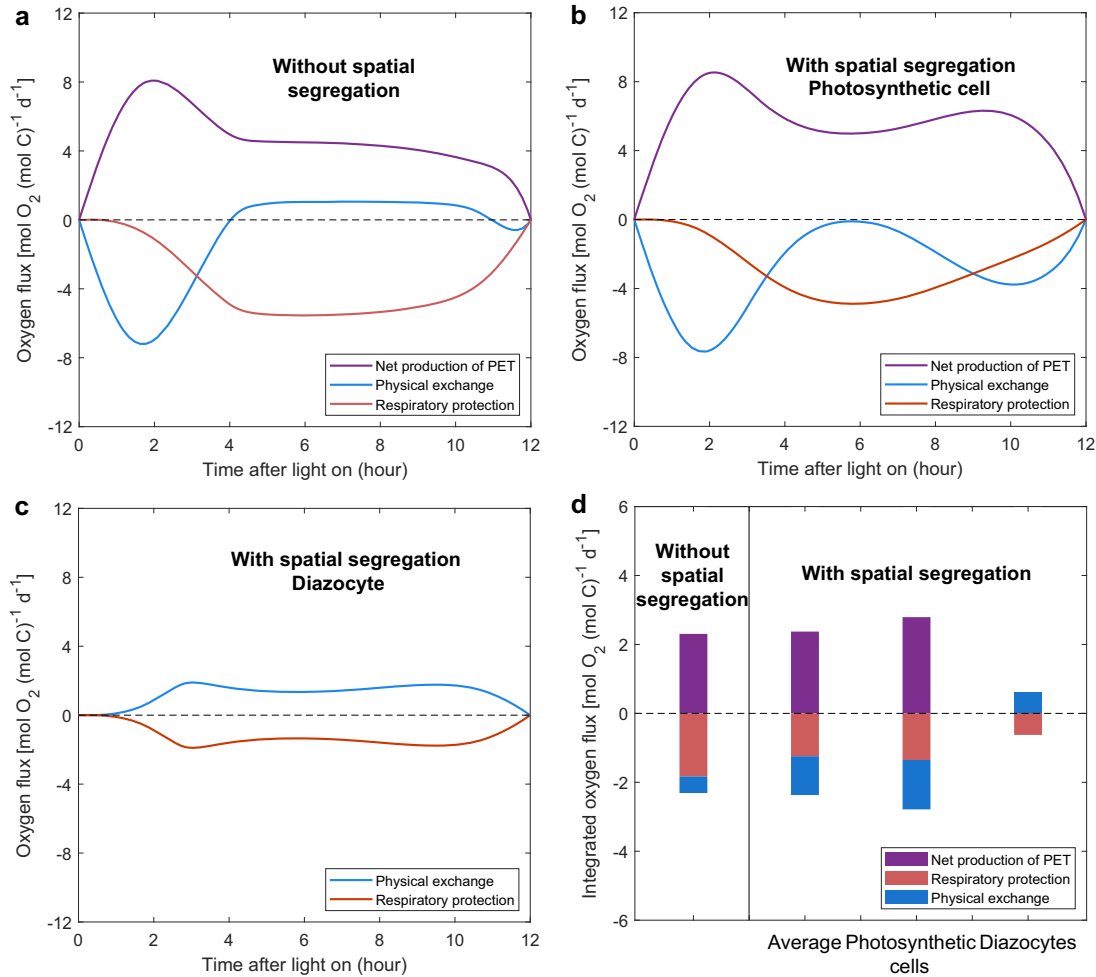 a
Without spatial
segregation
12
8
4
0
-4
-8
-12
Oxygen flux [mol O2 (mol C)-1 d-1]
Net production of PET
Physical exchange
Respiratory protection
0 2 4 6 8 10 12
Time after light on (hour)
b
With spatial segregation
Photosynthetic cell
12
8
4
0
-4
-8
-12
Oxygen flux [mol O2 (mol C)-1 d-1]
Net production of PET
Physical exchange
Respiratory protection
0 2 4 6 8 10 12
Time after light on (hour)
c
With spatial segregation
Diazocyte
12
8
4
0
-4
-8
-12
Oxygen flux [mol O2 (mol C)-1 d-1]
Physical exchange
Respiratory protection
0 2 4 6 8 10 12
Time after light on (hour)
d
Without
spatial
segregation
With spatial segregation
6
4
2
0
-2
-4
-6
Integrated oxygen flux [mol O2 (mol C)-1 d-1]
Net production of PET
Respiratory protection
Physical exchange
Average Photosynthetic Diazocytes
cells